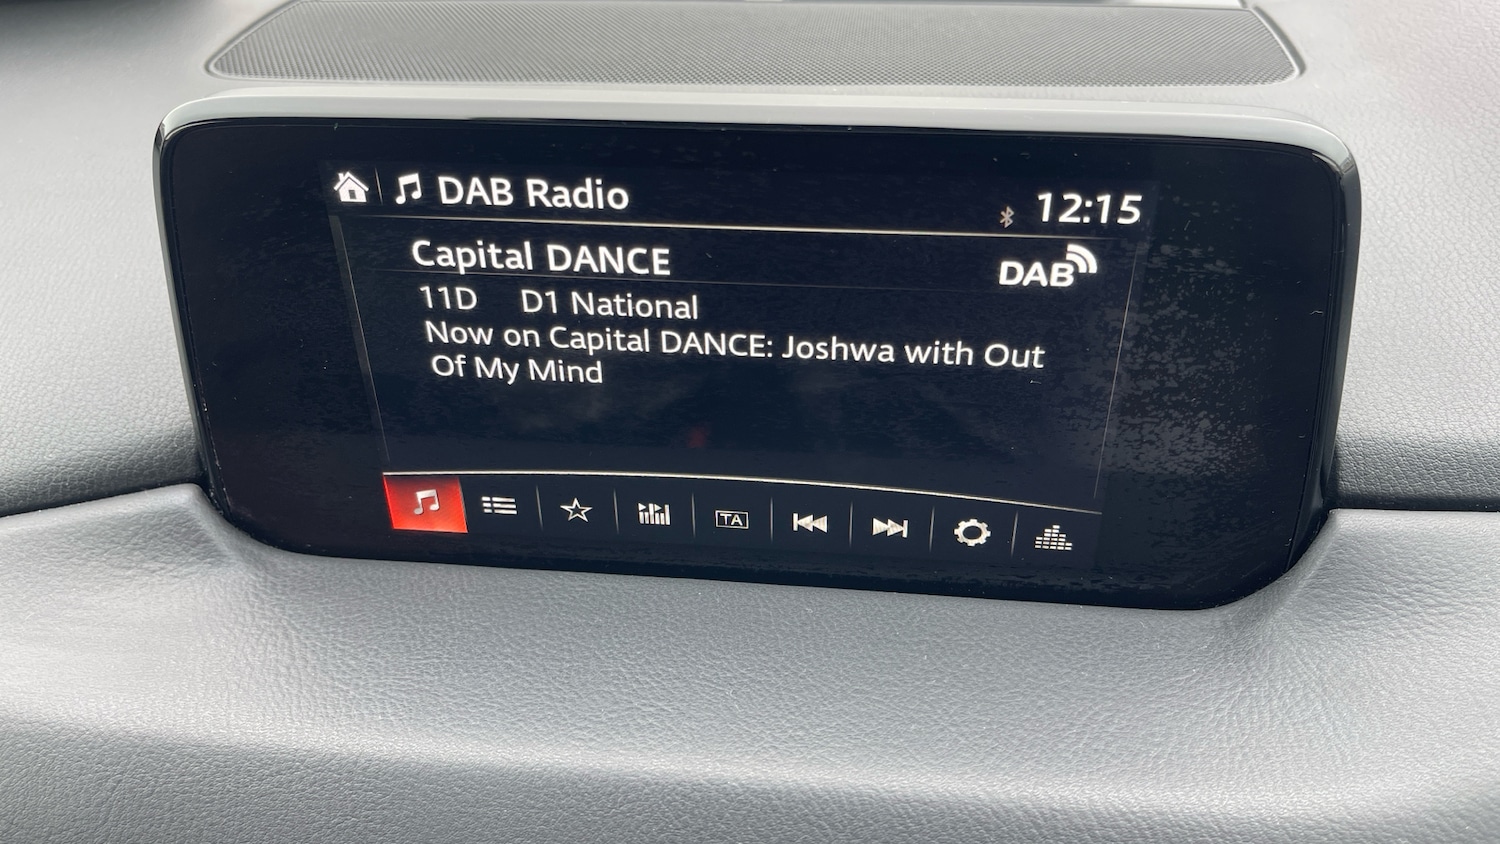 DAB Radio
12:15
Capital DANCE
DAB
11D D1 National
Now on Capital DANCE: Joshwa with Out
Of My Mind
TA